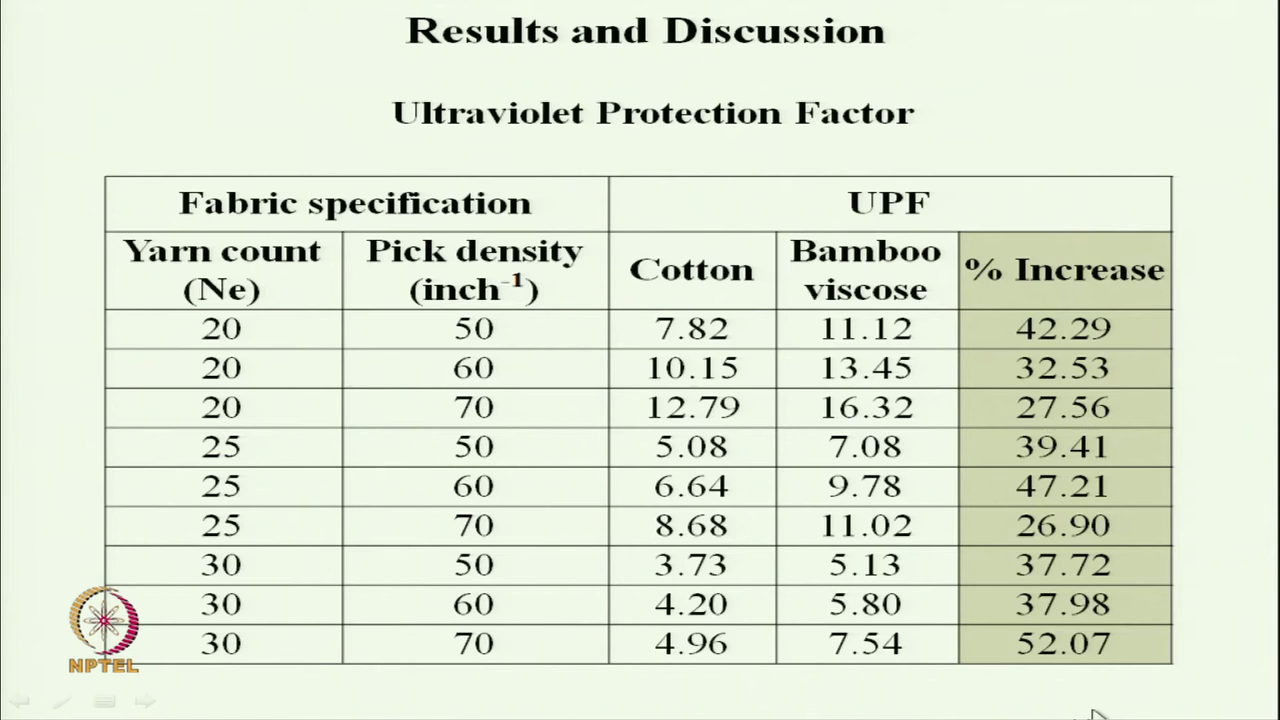 Results and Discussion
Ultraviolet Protection Factor
Fabric specification UPF
Yarn count (Ne) Pick density (inch⁻¹) Cotton Bamboo viscose % Increase
20 50 7.82 11.12 42.29
20 60 10.15 13.45 32.53
20 70 12.79 16.32 27.56
25 50 5.08 7.08 39.41
25 60 6.64 9.78 47.21
25 70 8.68 11.02 26.90
30 50 3.73 5.13 37.72
30 60 4.20 5.80 37.98
30 70 4.96 7.54 52.07
NPTEL